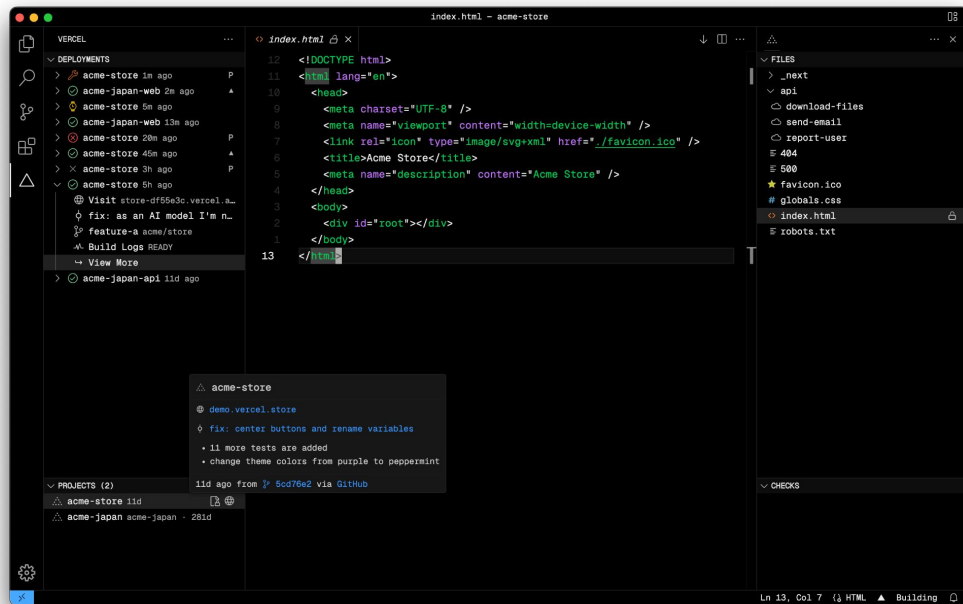 index.html – acme-store
VERCEL
DEPLOYMENTS
acme-store 1m ago P
acme-japan-web 2m ago
acme-store 5m ago
acme-japan-web 13m ago
acme-store 20m ago P
acme-store 45m ago
acme-store 3h ago P
acme-store 5h ago
Visit store-df55e3c.vercel.a…
fix: as an AI model I'm n…
feature-a acme/store
Build Logs READY
View More
acme-japan-api 11d ago
PROJECTS (2)
acme-store 11d
acme-japan acme-japan - 281d
index.html
12 <!DOCTYPE html>
11 <html lang="en">
10 <head>
9 <meta charset="UTF-8" />
8 <meta name="viewport" content="width=device-width" />
7 <link rel="icon" type="image/svg+xml" href="./favicon.ico" />
6 <title>Acme Store</title>
5 <meta name="description" content="Acme Store" />
4 </head>
3 <body>
2 <div id="root"></div>
1 </body>
13 </html>
acme-store
demo.vercel.store
fix: center buttons and rename variables
• 11 more tests are added
• change theme colors from purple to peppermint
11d ago from 5cd76e2 via GitHub
FILES
_next
api
download-files
send-email
report-user
404
500
favicon.ico
# globals.css
index.html
robots.txt
CHECKS
Ln 13, Col 7 HTML Building